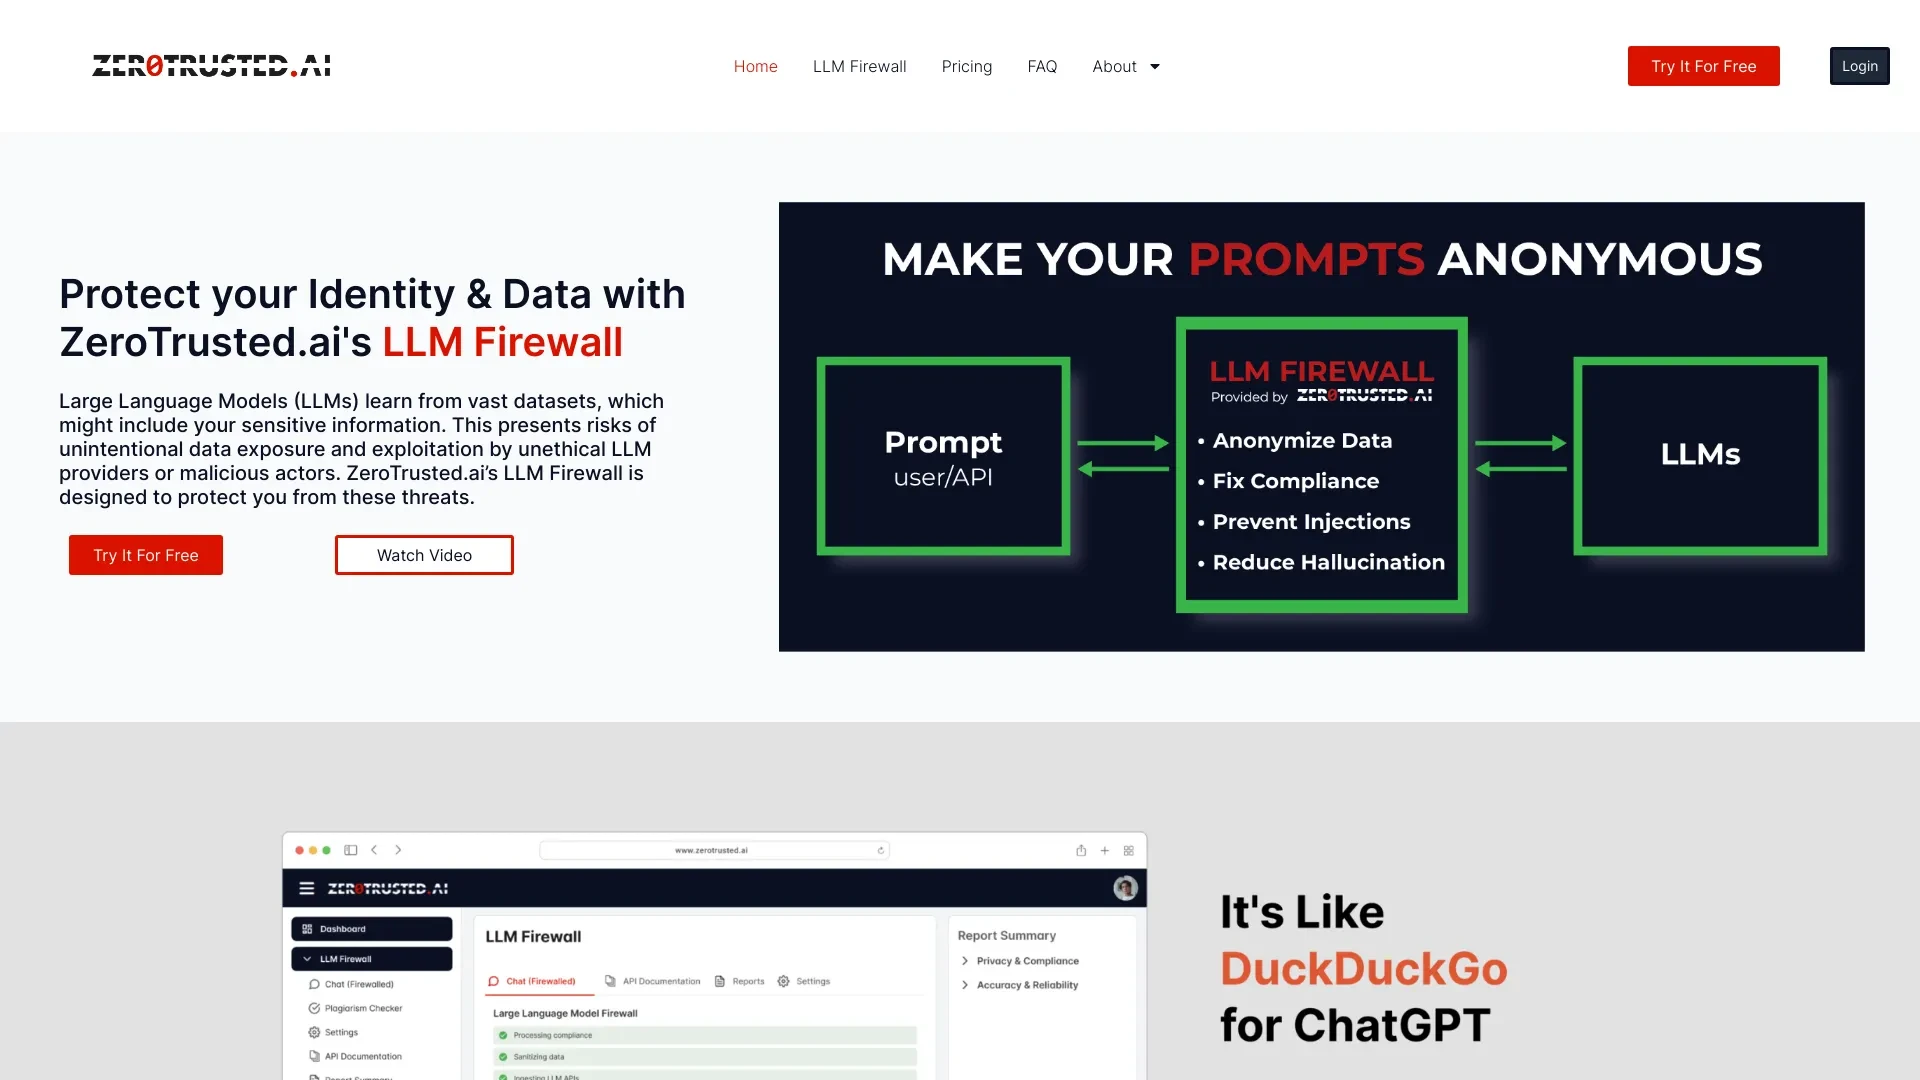 ZER0TRUSTED.AI
Home
LLM Firewall
Pricing
FAQ
About
Try It For Free
Login
Protect your Identity & Data with
ZeroTrusted.ai's LLM Firewall
Large Language Models (LLMs) learn from vast datasets, which
might include your sensitive information. This presents risks of
unintentional data exposure and exploitation by unethical LLM
providers or malicious actors. ZeroTrusted.ai’s LLM Firewall is
designed to protect you from these threats.
Try It For Free
Watch Video
MAKE YOUR PROMPTS ANONYMOUS
Prompt
user/API
LLM FIREWALL
Provided by ZER0TRUSTED.AI
• Anonymize Data
• Fix Compliance
• Prevent Injections
• Reduce Hallucination
LLMs
www.zerotrusted.ai
ZER0TRUSTED.AI
Dashboard
LLM Firewall
Chat (Firewalled)
Plagiarism Checker
Settings
API Documentation
Report Summary
LLM Firewall
Chat (Firewalled)
API Documentation
Reports
Settings
Large Language Model Firewall
Processing compliance
Sanitizing data
Ingesting LLM APIs
Report Summary
Privacy & Compliance
Accuracy & Reliability
It's Like
DuckDuckGo
for ChatGPT